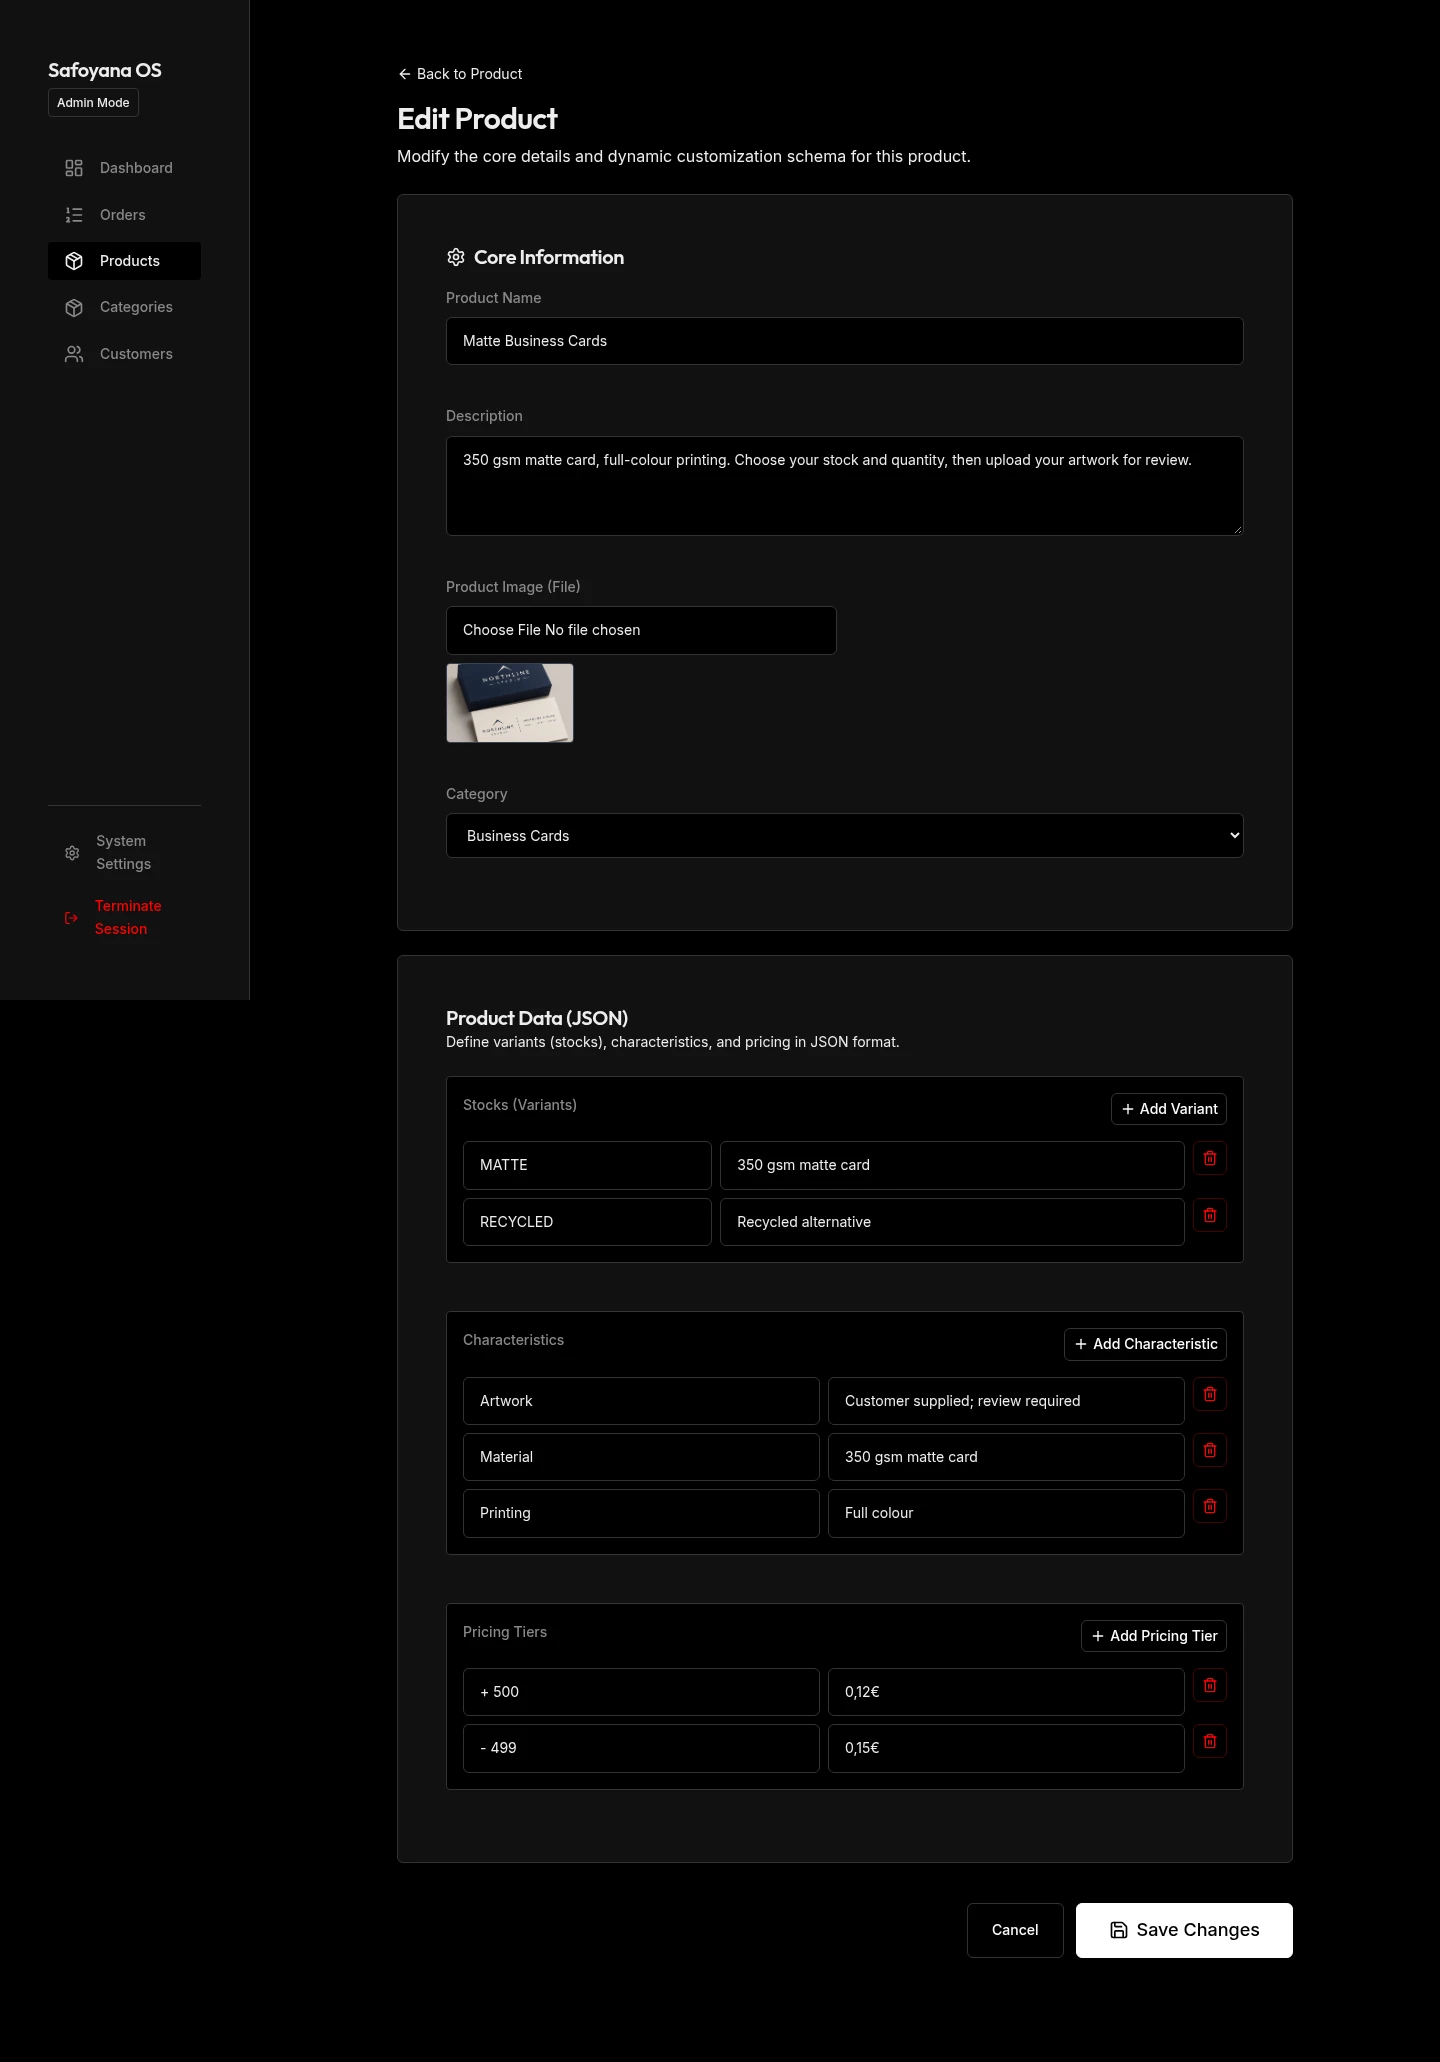 Safoyana OS
Admin Mode
Dashboard
Orders
Products
Categories
Customers
System
Settings
Terminate
Session
Back to Product
Edit Product
Modify the core details and dynamic customization schema for this product.
Core Information
Product Name
Matte Business Cards
Description
350 gsm matte card, full-colour printing. Choose your stock and quantity, then upload your artwork for review.
Product Image (File)
Choose File No file chosen
NORTHLINE
STUDIO
NORTHLINE
STUDIO
Category
Business Cards
Product Data (JSON)
Define variants (stocks), characteristics, and pricing in JSON format.
Stocks (Variants)
+ Add Variant
MATTE
350 gsm matte card
RECYCLED
Recycled alternative
Characteristics
+ Add Characteristic
Artwork
Customer supplied; review required
Material
350 gsm matte card
Printing
Full colour
Pricing Tiers
+ Add Pricing Tier
+ 500
0,12€
- 499
0,15€
Cancel
Save Changes